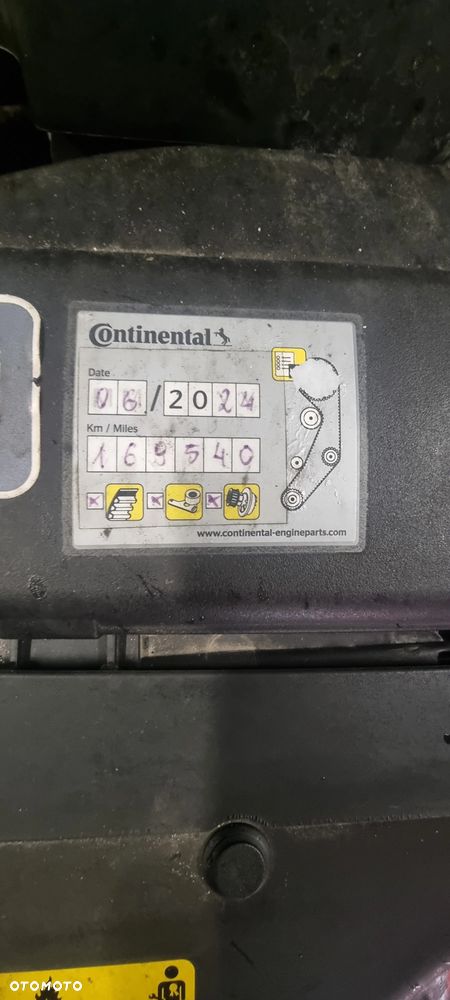 Continental
Date
06/2024
Km / Miles
169540
www.continental-engineparts.com
OTOMOTO